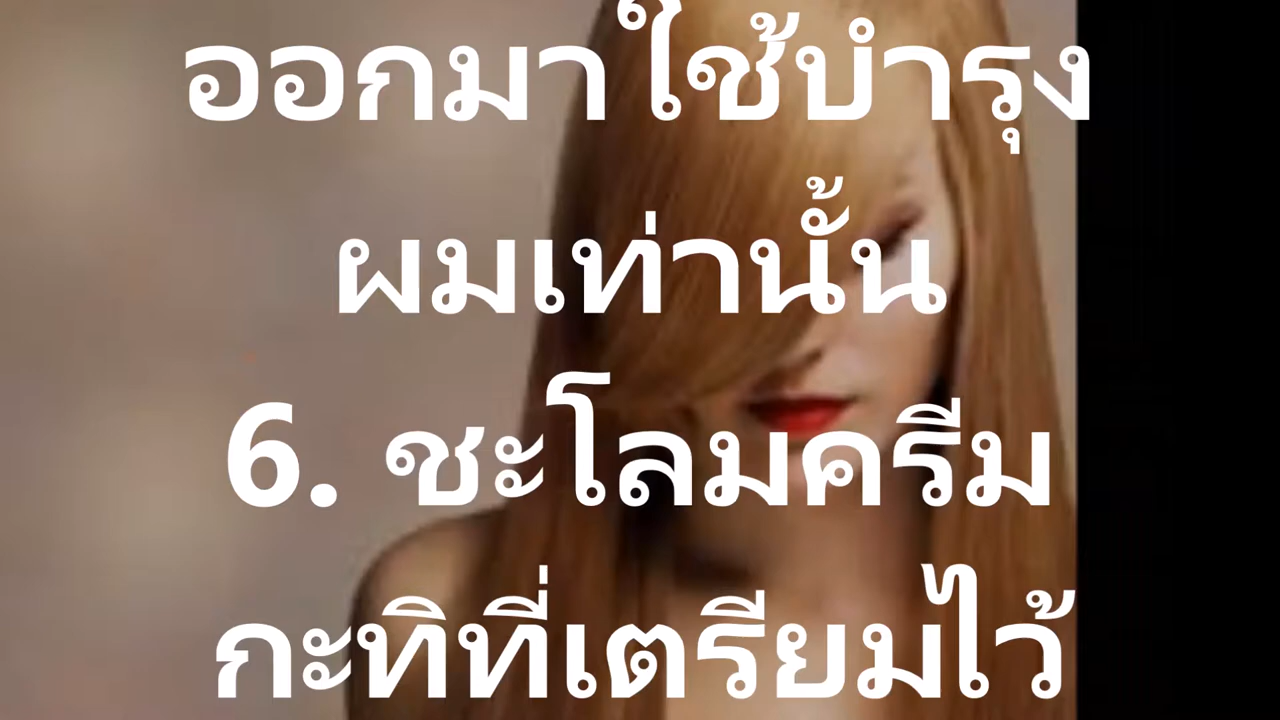 ออกมาใช้บำรุง
ผมเท่านั้น
6. ชะโลมครีม
กะทิที่เตรียมไว้